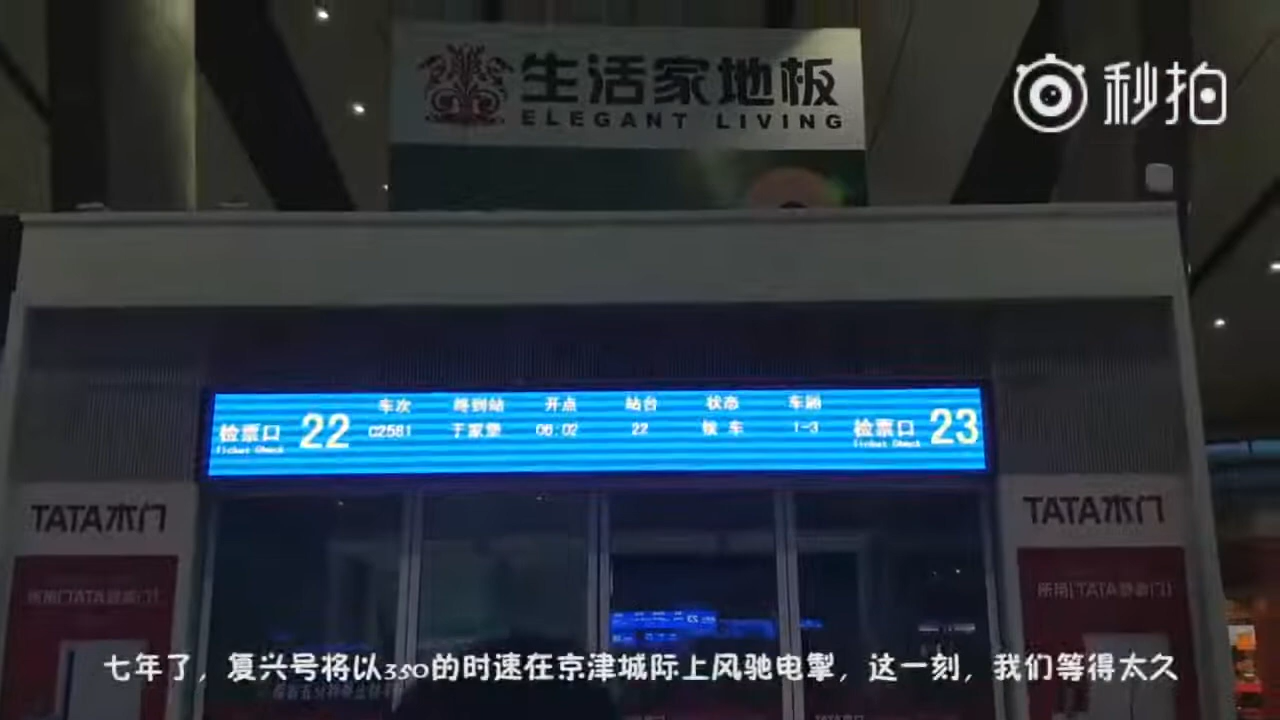 生活家地板
ELEGANT LIVING
秒拍
车次 终到站 开点 站台 状态 车厢
检票口 22 C2581 于家堡 06:02 22 候车 1-3 检票口 23
Ticket Check
Ticket Check
TATA木门
TATA木门
七年了，复兴号将以350的时速在京津城际上风驰电掣，这一刻，我们等得太久